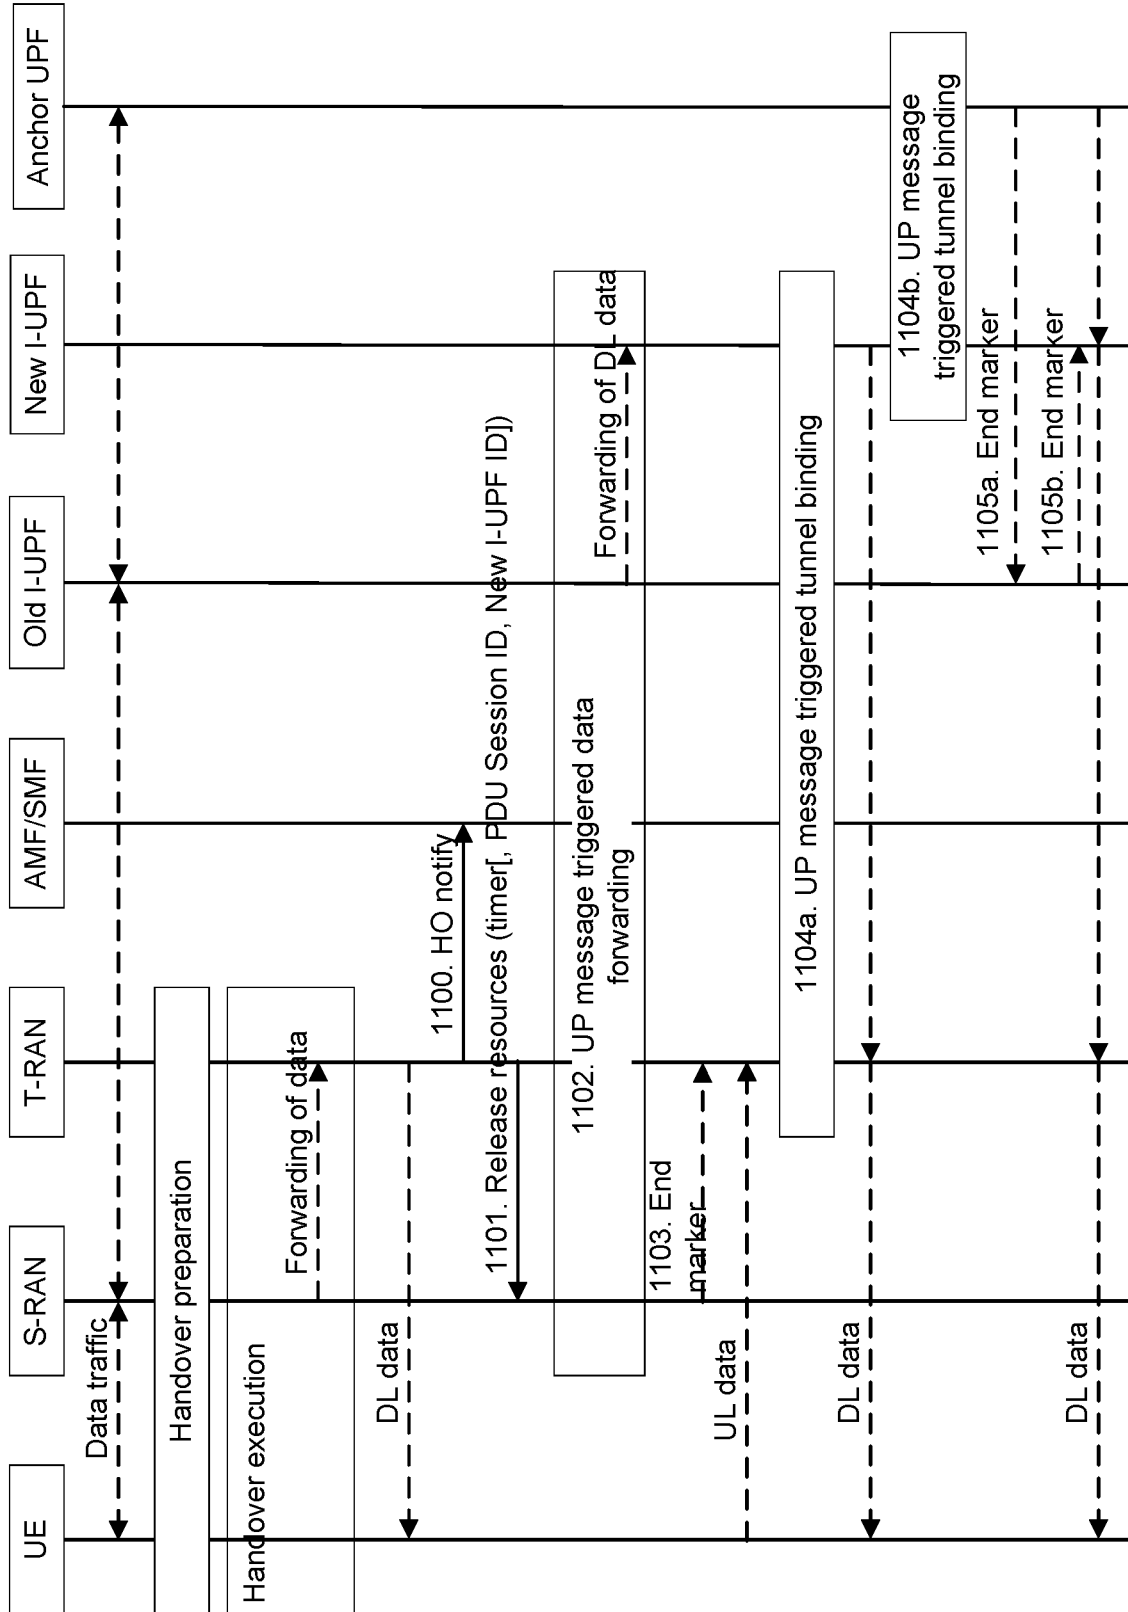 UE
S-RAN
T-RAN
AMF/SMF
Old I-UPF
New I-UPF
Anchor UPF
Data traffic
Handover preparation
Handover execution
Forwarding of data
DL data
1100. HO notify
1101. Release resources (timer[, PDU Session ID, New I-UPF ID])
1102. UP message triggered data
forwarding
Forwarding of DL data
1103. End
marker
UL data
1104a. UP message triggered tunnel binding
DL data
1104b. UP message
triggered tunnel binding
1105a. End marker
1105b. End marker
DL data